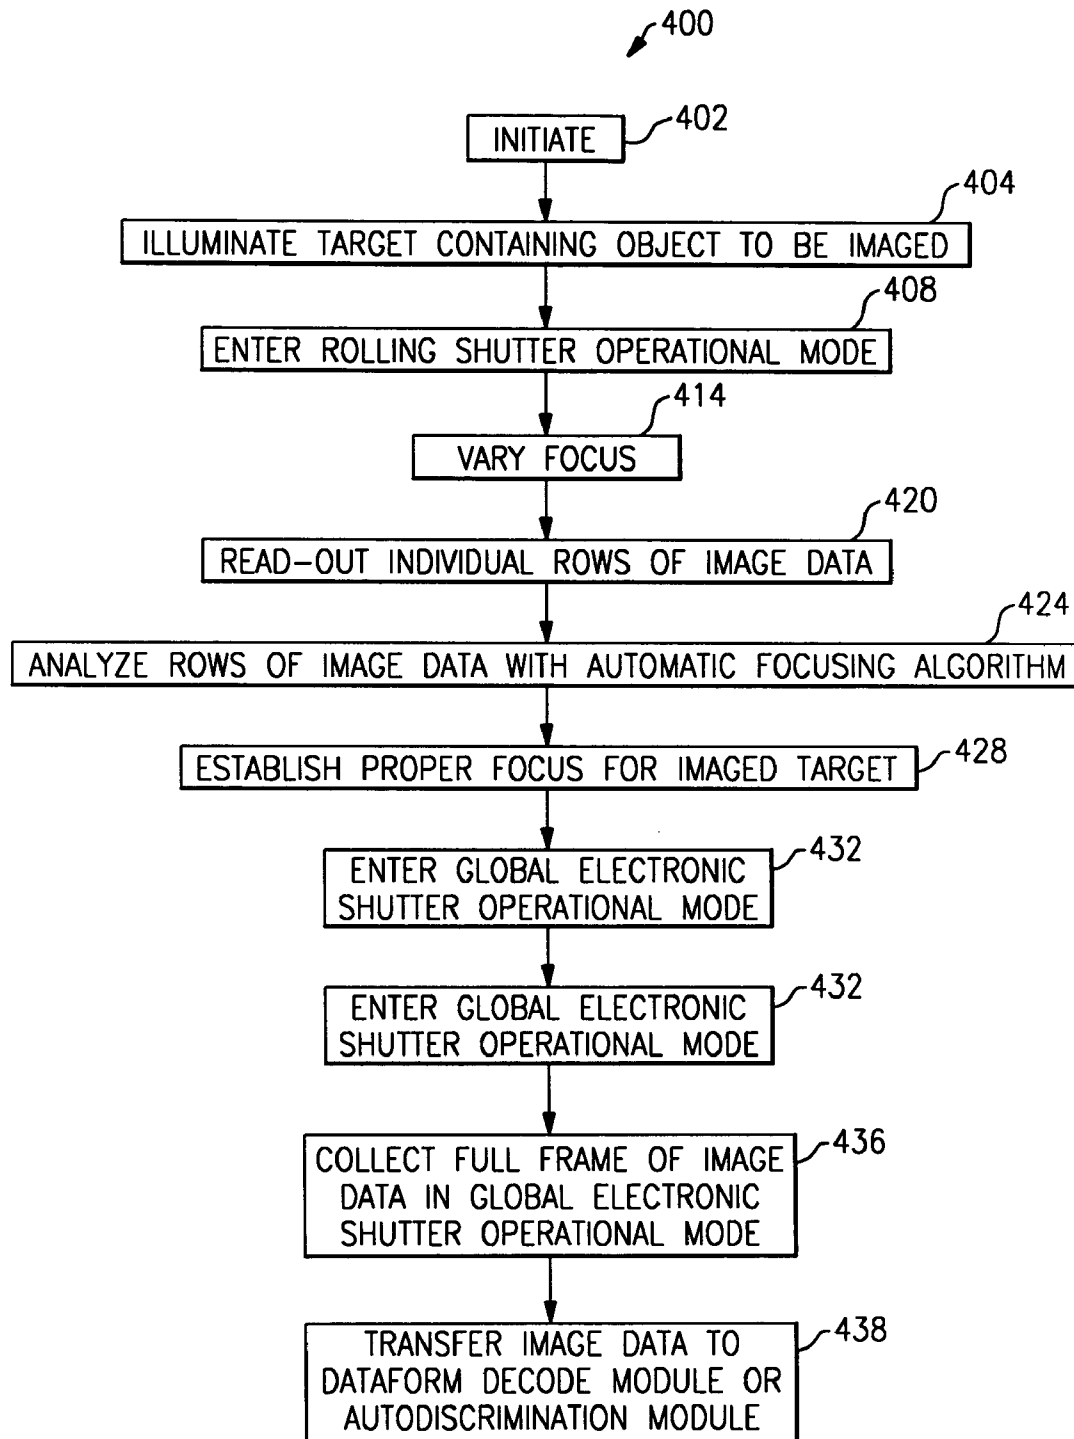 400
402
INITIATE
404
ILLUMINATE TARGET CONTAINING OBJECT TO BE IMAGED
408
ENTER ROLLING SHUTTER OPERATIONAL MODE
414
VARY FOCUS
420
READ-OUT INDIVIDUAL ROWS OF IMAGE DATA
424
ANALYZE ROWS OF IMAGE DATA WITH AUTOMATIC FOCUSING ALGORITHM
ESTABLISH PROPER FOCUS FOR IMAGED TARGET
428
432
ENTER GLOBAL ELECTRONIC
SHUTTER OPERATIONAL MODE
432
ENTER GLOBAL ELECTRONIC
SHUTTER OPERATIONAL MODE
436
COLLECT FULL FRAME OF IMAGE
DATA IN GLOBAL ELECTRONIC
SHUTTER OPERATIONAL MODE
438
TRANSFER IMAGE DATA TO
DATAFORM DECODE MODULE OR
AUTODISCRIMINATION MODULE